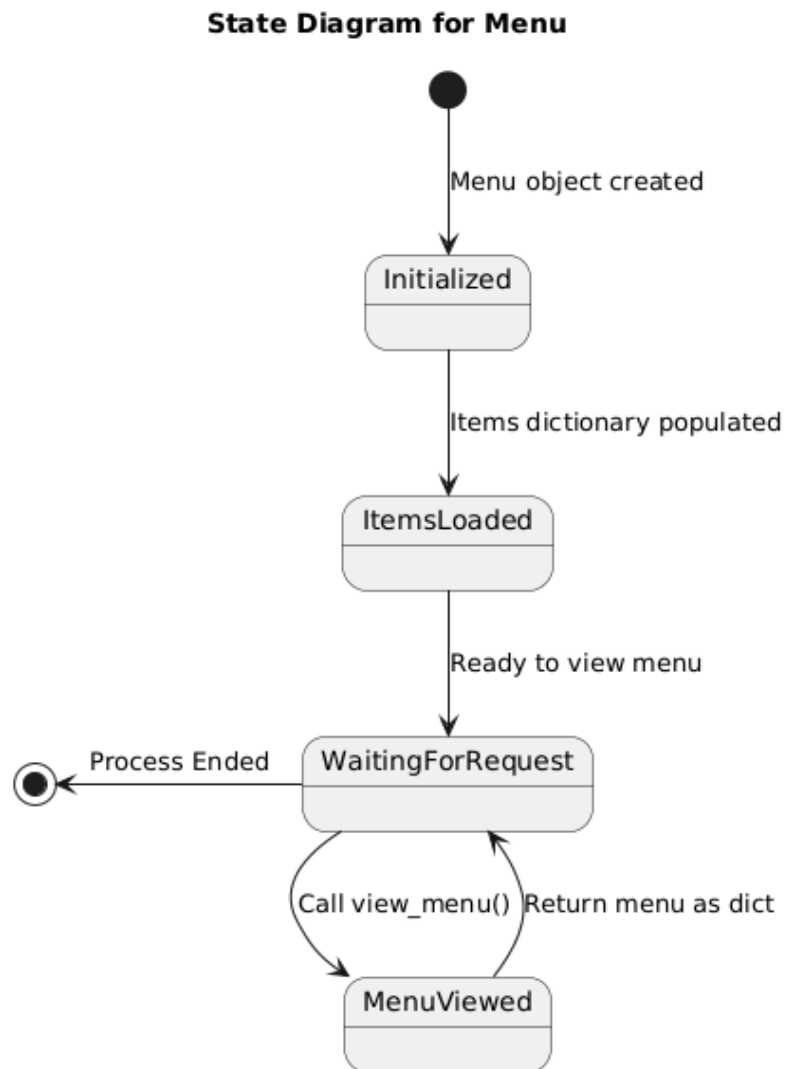 State Diagram for Menu
Menu object created
Initialized
Items dictionary populated
ItemsLoaded
Ready to view menu
Process Ended
WaitingForRequest
Call view_menu()
Return menu as dict
MenuViewed